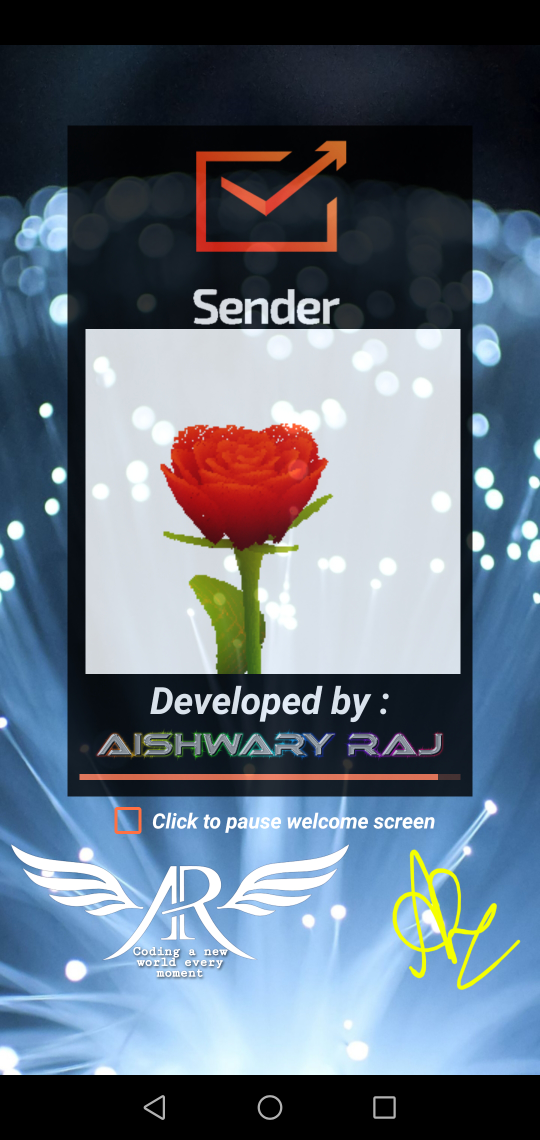 Sender
Developed by :
AISHWARY RAJ
Click to pause welcome screen
AR
Coding a new
world every
moment